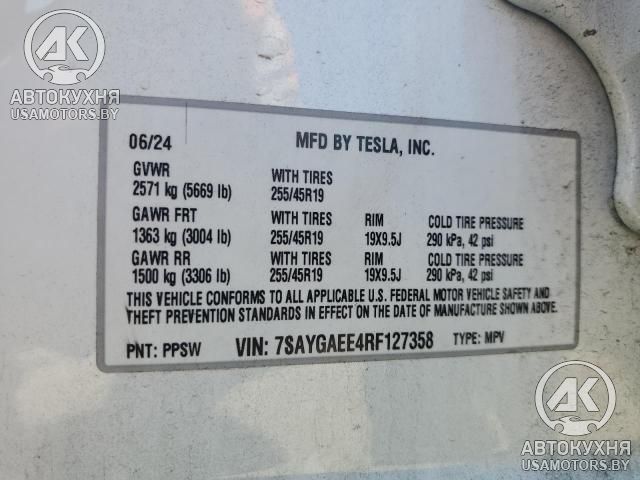 АК
АВТОКУХНЯ
USAMOTORS.BY
06/24 MFD BY TESLA, INC.
GVWR WITH TIRES
2571 kg (5669 lb) 255/45R19
GAWR FRT WITH TIRES RIM COLD TIRE PRESSURE
1363 kg (3004 lb) 255/45R19 19X9.5J 290 kPa, 42 psi
GAWR RR WITH TIRES RIM COLD TIRE PRESSURE
1500 kg (3306 lb) 255/45R19 19X9.5J 290 kPa, 42 psi
THIS VEHICLE CONFORMS TO ALL APPLICABLE U.S. FEDERAL MOTOR VEHICLE SAFETY AND
THEFT PREVENTION STANDARDS IN EFFECT ON THE DATE OF MANUFACTURE SHOWN ABOVE.
PNT: PPSW VIN: 7SAYGAEE4RF127358 TYPE: MPV
АК
АВТОКУХНЯ
USAMOTORS.BY